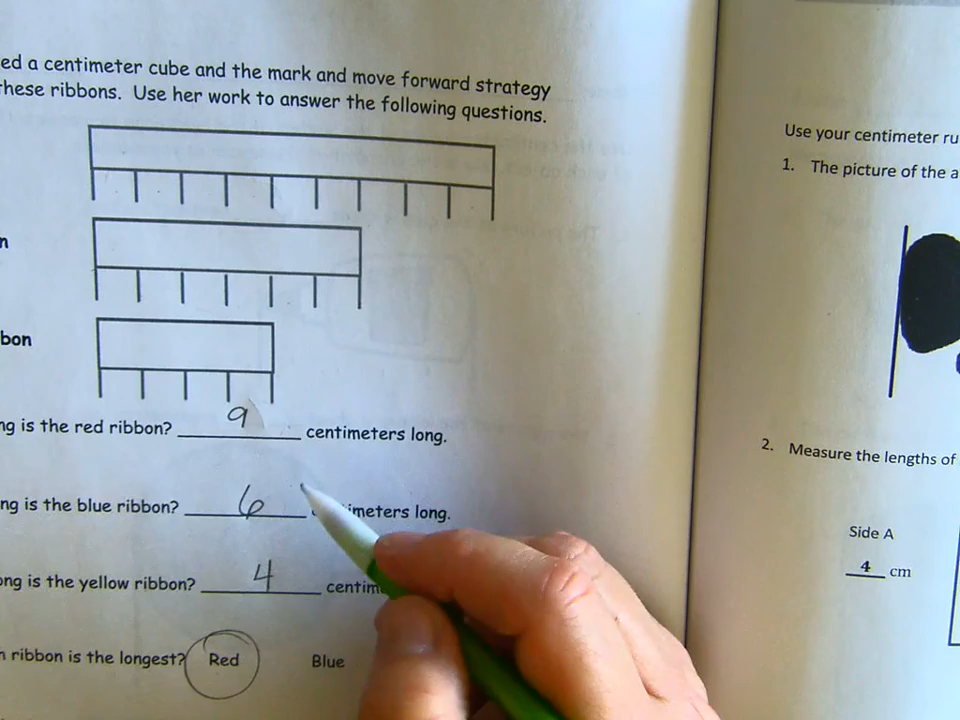 ed a centimeter cube and the mark and move forward strategy
these ribbons. Use her work to answer the following questions.
n
bon
ng is the red ribbon? 9 centimeters long.
ng is the blue ribbon? 6 centimeters long.
ong is the yellow ribbon? 4 centim
n ribbon is the longest? Red Blue
Use your centimeter ru
1. The picture of the a
2. Measure the lengths of
Side A
4 cm